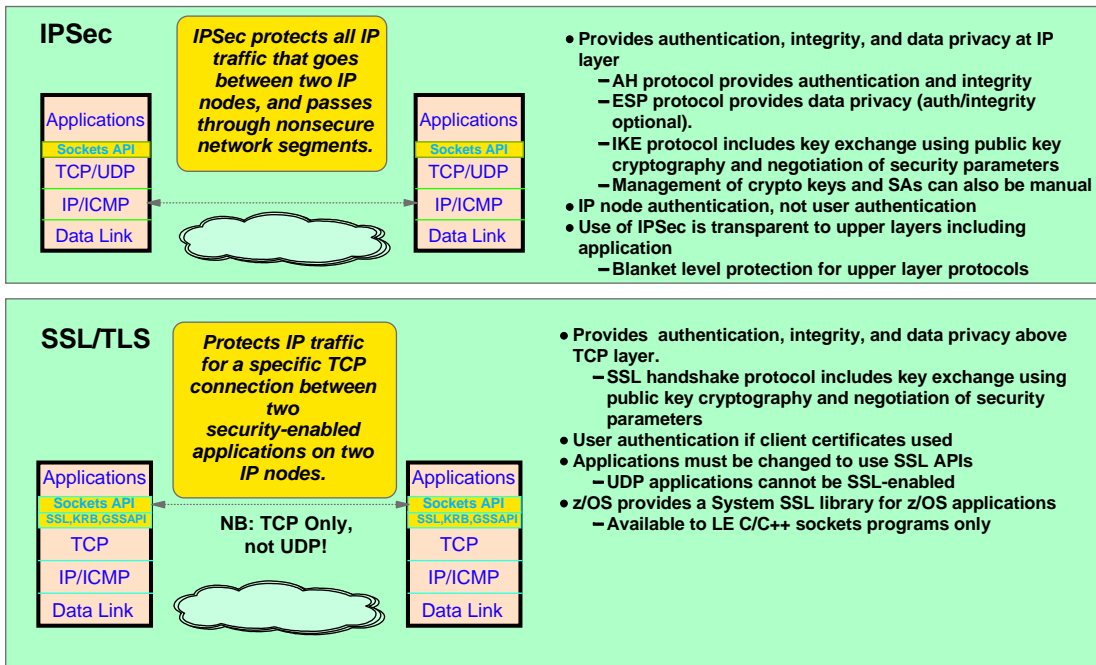 IPSec
IPSec protects all IP
traffic that goes
between two IP
nodes, and passes
through nonsecure
network segments.
Applications
Sockets API
TCP/UDP
IP/ICMP
Data Link
Applications
Sockets API
TCP/UDP
IP/ICMP
Data Link
● Provides authentication, integrity, and data privacy at IP
layer
– AH protocol provides authentication and integrity
– ESP protocol provides data privacy (auth/integrity
optional).
– IKE protocol includes key exchange using public key
cryptography and negotiation of security parameters
– Management of crypto keys and SAs can also be manual
● IP node authentication, not user authentication
● Use of IPSec is transparent to upper layers including
application
– Blanket level protection for upper layer protocols
SSL/TLS
Protects IP traffic
for a specific TCP
connection between
two
security-enabled
applications on two
IP nodes.
Applications
Sockets API
SSL,KRB,GSSAPI
TCP
IP/ICMP
Data Link
NB: TCP Only,
not UDP!
Applications
Sockets API
SSL,KRB,GSSAPI
TCP
IP/ICMP
Data Link
● Provides authentication, integrity, and data privacy above
TCP layer.
– SSL handshake protocol includes key exchange using
public key cryptography and negotiation of security
parameters
● User authentication if client certificates used
● Applications must be changed to use SSL APIs
– UDP applications cannot be SSL-enabled
● z/OS provides a System SSL library for z/OS applications
– Available to LE C/C++ sockets programs only